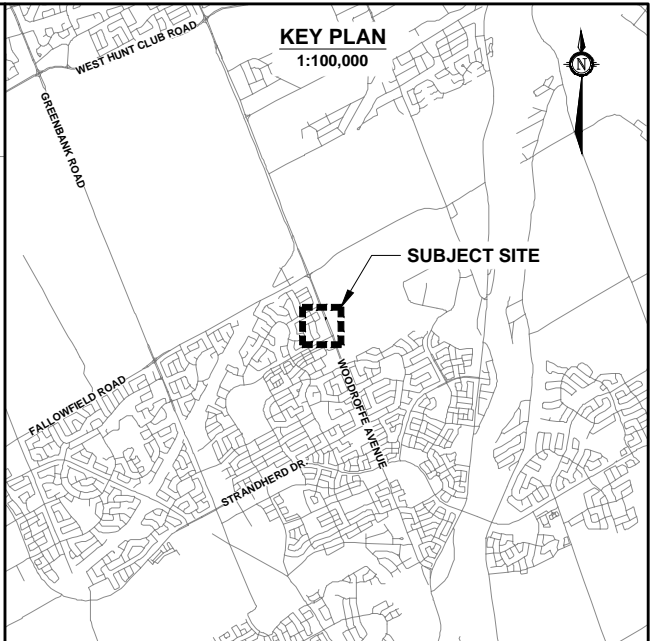 KEY PLAN
1:100,000
WEST HUNT CLUB ROAD
GREENBANK ROAD
N
SUBJECT SITE
FALLOWFIELD ROAD
WOODROFFE AVENUE
STRANDHERD DR.